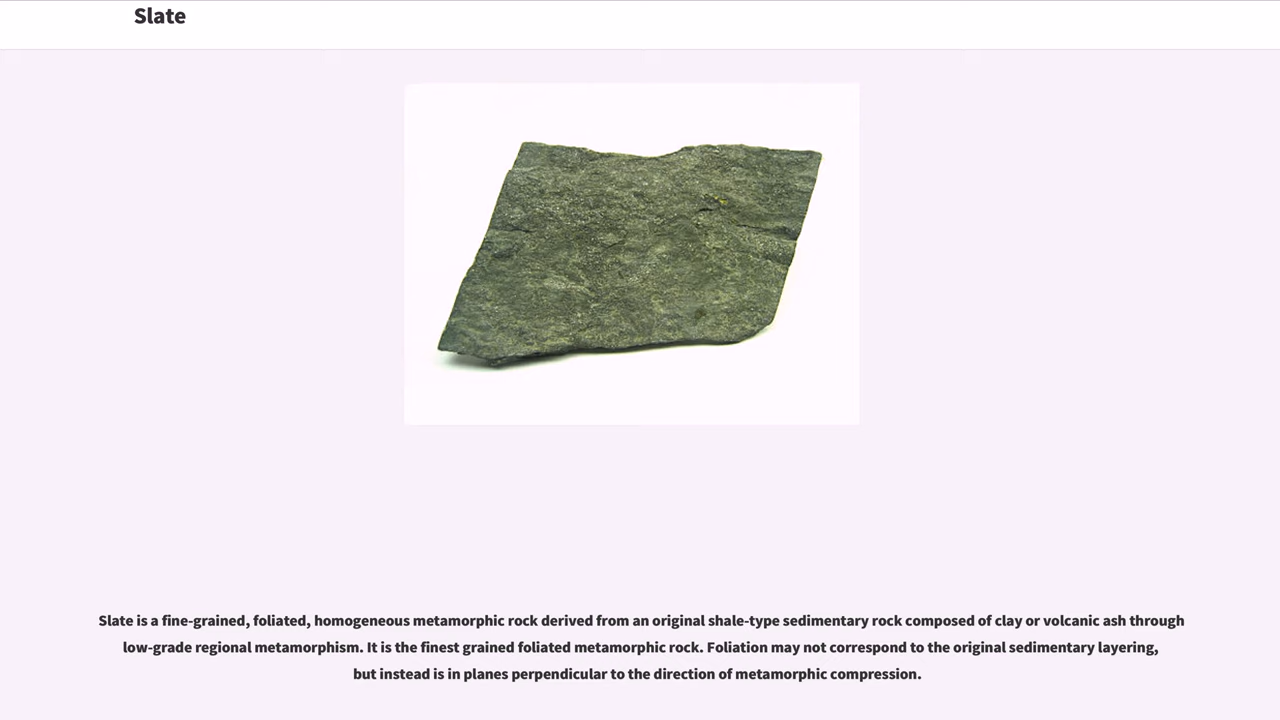 Slate
Slate is a fine-grained, foliated, homogeneous metamorphic rock derived from an original shale-type sedimentary rock composed of clay or volcanic ash through
low-grade regional metamorphism. It is the finest grained foliated metamorphic rock. Foliation may not correspond to the original sedimentary layering,
but instead is in planes perpendicular to the direction of metamorphic compression.